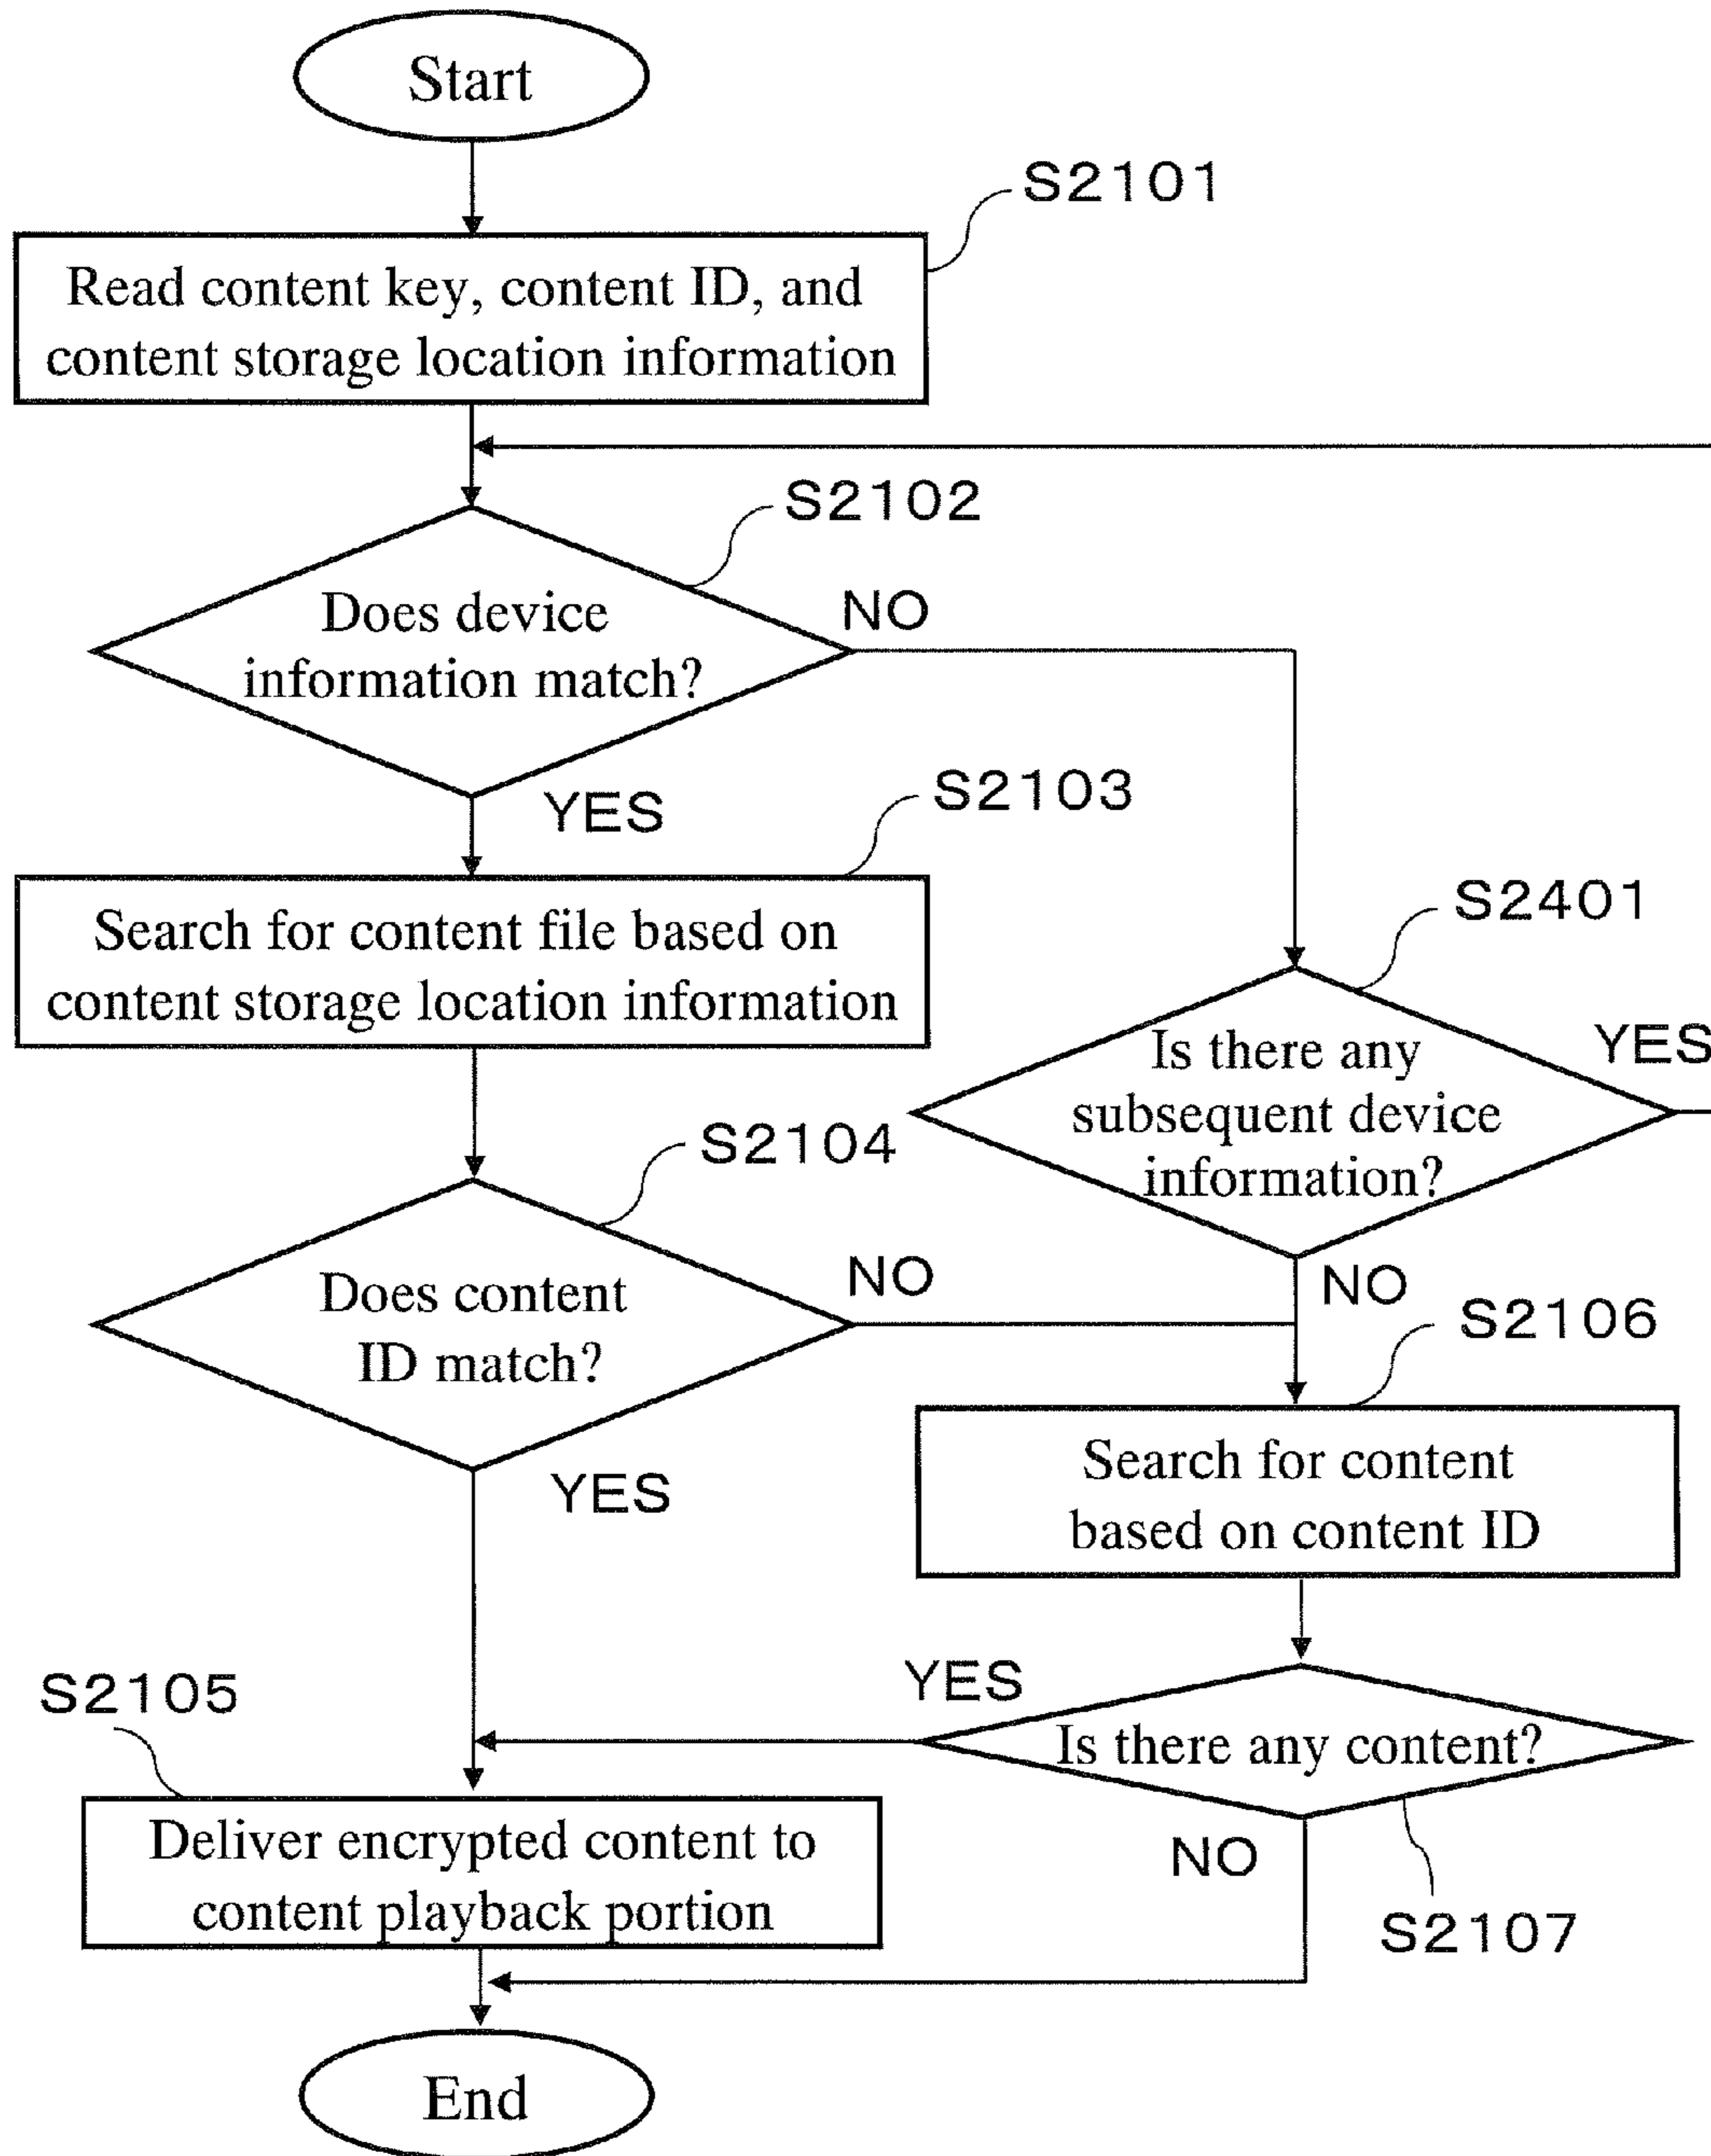 Start
S2101
Read content key, content ID, and
content storage location information
S2102
Does device
information match?
NO
YES
S2103
Search for content file based on
content storage location information
S2401
Is there any
subsequent device
information?
YES
NO
S2104
Does content
ID match?
NO
YES
S2106
Search for content
based on content ID
S2105
YES
Is there any content?
NO
S2107
Deliver encrypted content to
content playback portion
End